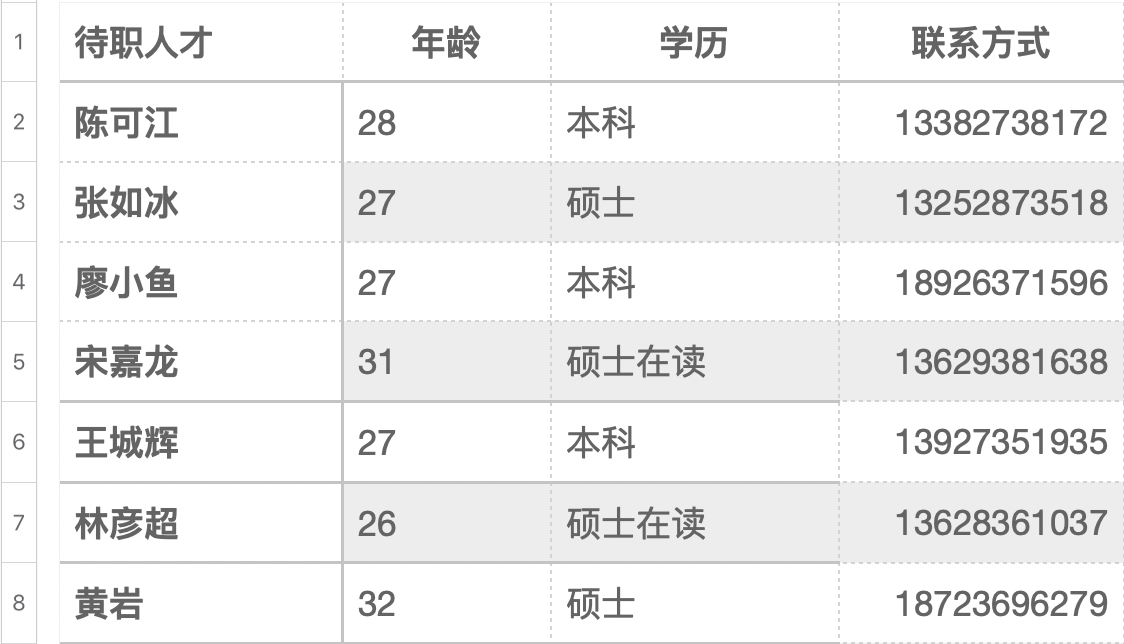 1 待职人才 年龄 学历 联系方式
2 陈可江 28 本科 13382738172
3 张如冰 27 硕士 13252873518
4 廖小鱼 27 本科 18926371596
5 宋嘉龙 31 硕士在读 13629381638
6 王城辉 27 本科 13927351935
7 林彦超 26 硕士在读 13628361037
8 黄岩 32 硕士 18723696279